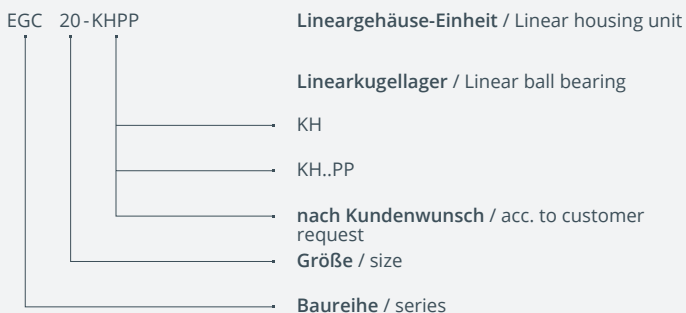 EGC 20-KHPP Lineargehäuse-Einheit / Linear housing unit
Linearkugellager / Linear ball bearing
KH
KH..PP
nach Kundenwunsch / acc. to customer
request
Größe / size
Baureihe / series